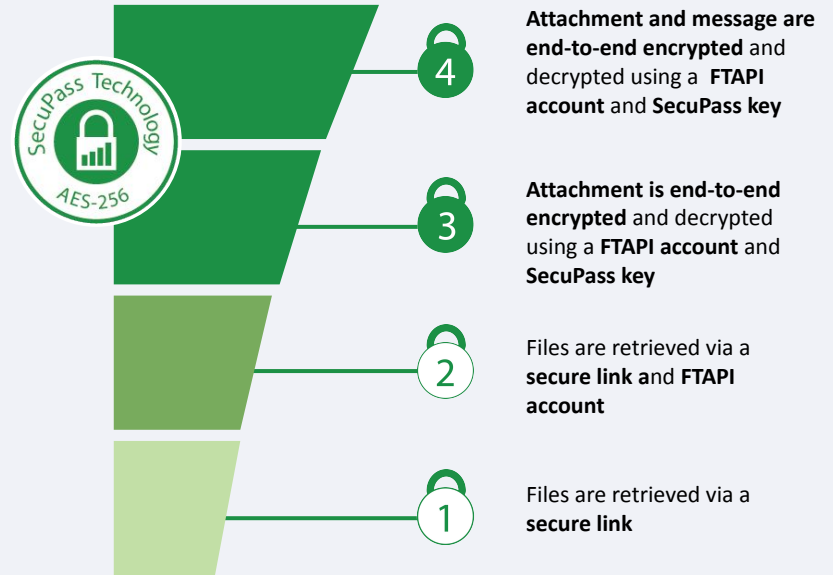 Attachment and message are
end-to-end encrypted and
decrypted using a FTAPI
account and SecuPass key
4
SecuPass Technology
AES-256
Attachment is end-to-end
encrypted and decrypted
using a FTAPI account and
SecuPass key
3
Files are retrieved via a
secure link and FTAPI
account
2
Files are retrieved via a
secure link
1